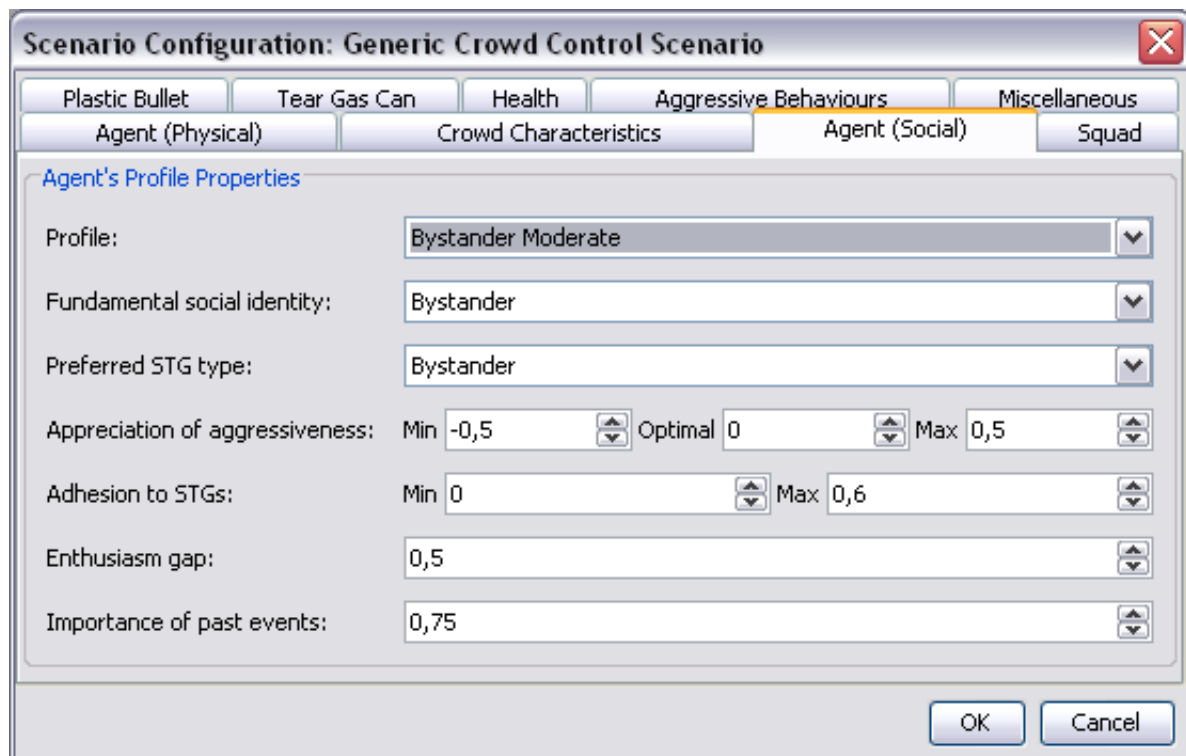 Scenario Configuration: Generic Crowd Control Scenario
Plastic Bullet Tear Gas Can Health Aggressive Behaviours Miscellaneous
Agent (Physical) Crowd Characteristics Agent (Social) Squad
Agent's Profile Properties
Profile: Bystander Moderate
Fundamental social identity: Bystander
Preferred STG type: Bystander
Appreciation of aggressiveness: Min -0,5 Optimal 0 Max 0,5
Adhesion to STGs: Min 0 Max 0,6
Enthusiasm gap: 0,5
Importance of past events: 0,75
OK Cancel